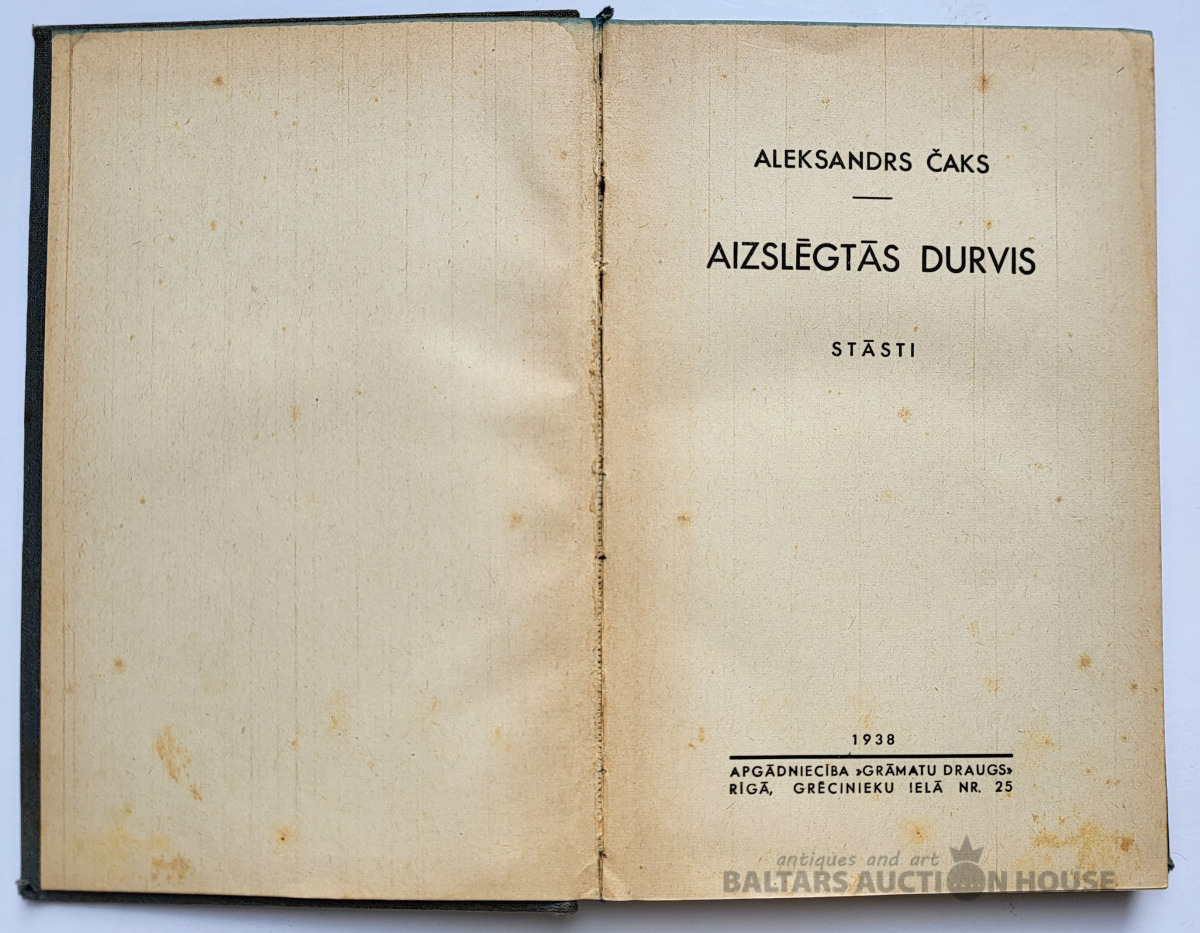 ALEKSANDRS ČAKS
AIZSLĒGTĀS DURVIS
STĀSTI
1938
APGĀDNIECĪBA »GRĀMATU DRAUGS»
RĪGĀ, GRĒCINIEKU IELĀ NR. 25
antiques and art
BALTARS AUCTION HOUSE